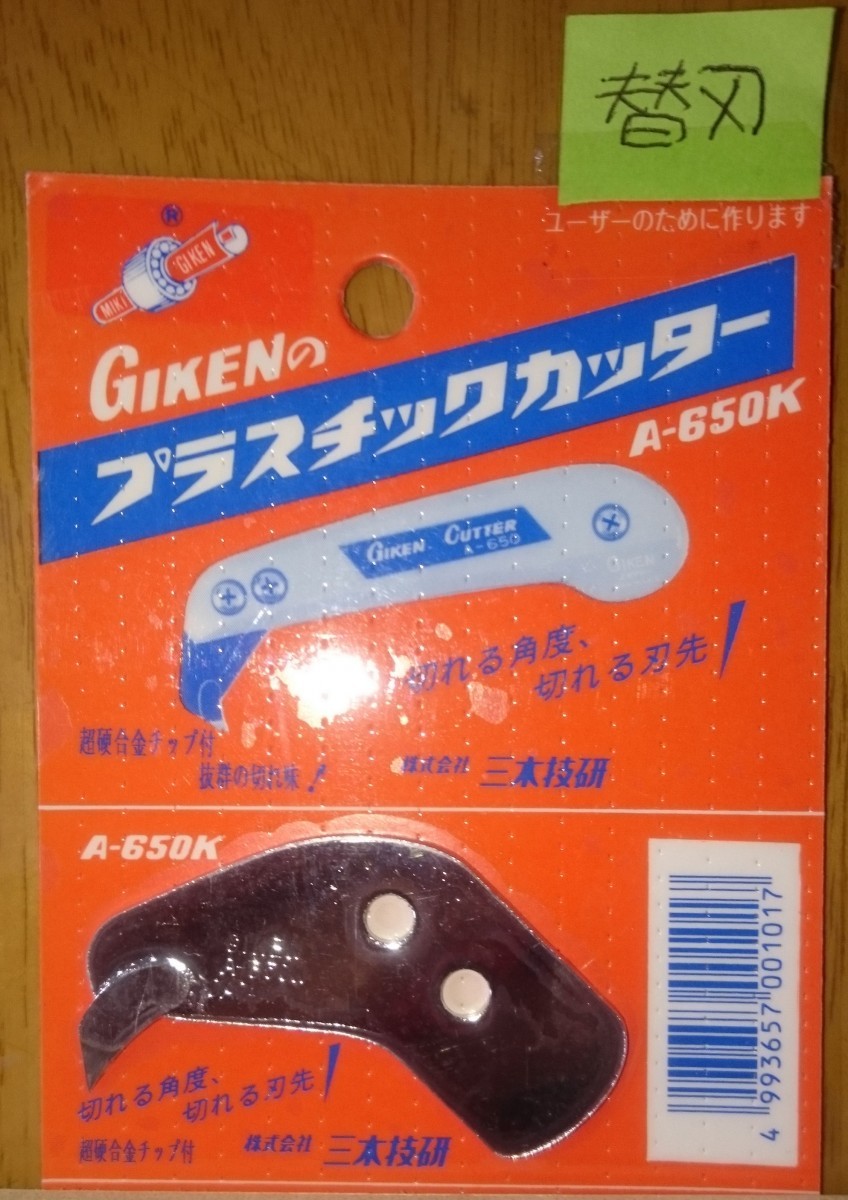 替刃
ユーザーのために作ります
®
MIKI GIKEN
GIKENの
プラスチックカッター
A-650K
GIKEN CUTTER
A-650
GIKEN
切れる角度、
切れる刃先!
超硬合金チップ付
抜群の切れ味!
株式会社 三木技研
A-650K
切れる角度、
切れる刃先!
超硬合金チップ付
株式会社 三木技研
4 993657 001017